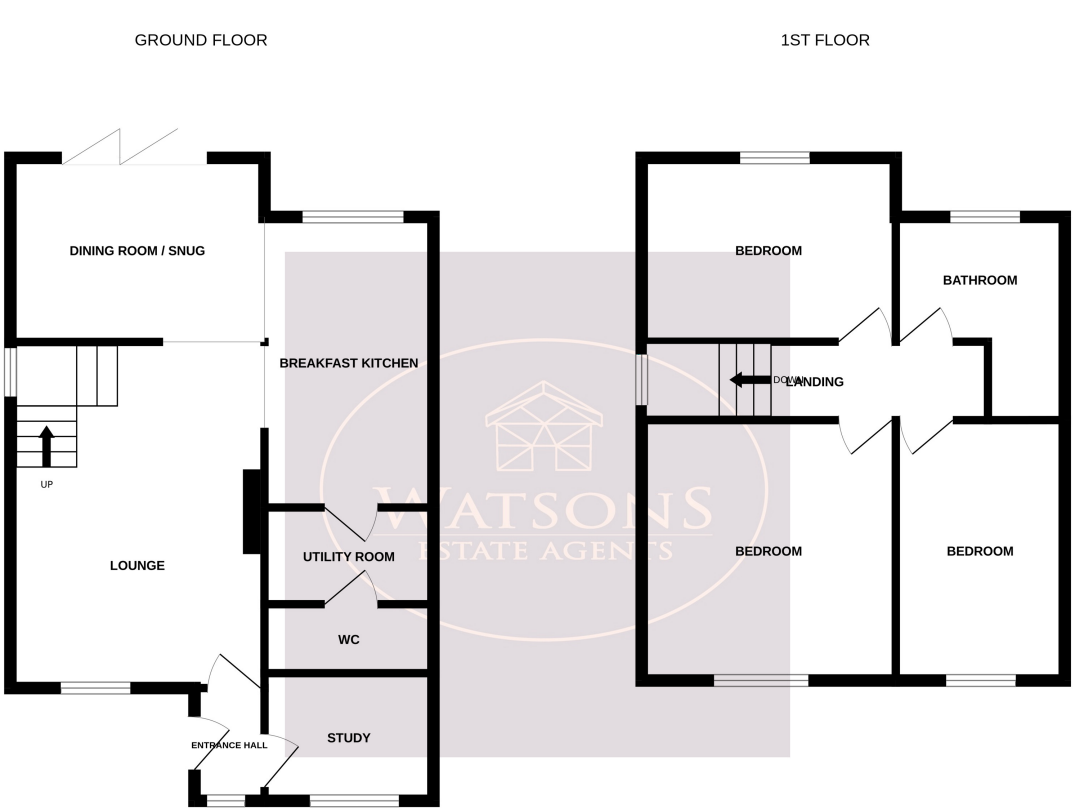 GROUND FLOOR
1ST FLOOR
DINING ROOM / SNUG
BREAKFAST KITCHEN
UP
LOUNGE
UTILITY ROOM
WC
STUDY
ENTRANCE HALL
BEDROOM
BATHROOM
DOWN
LANDING
BEDROOM
BEDROOM
WATSONS
ESTATE AGENTS